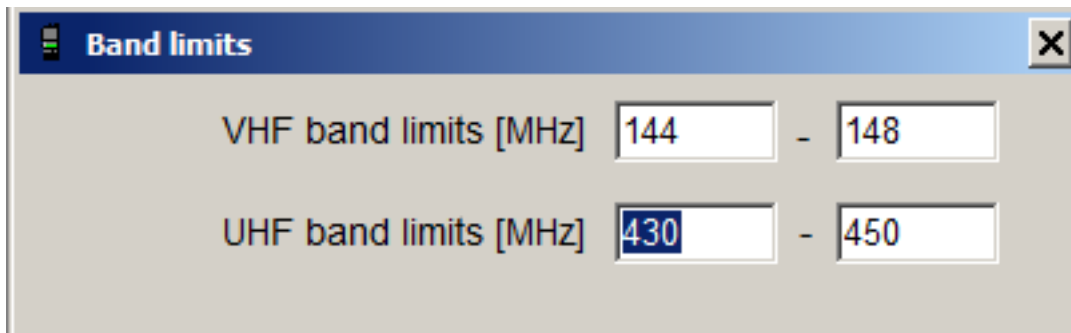 Band limits
VHF band limits [MHz] 144 - 148
UHF band limits [MHz] 430 - 450